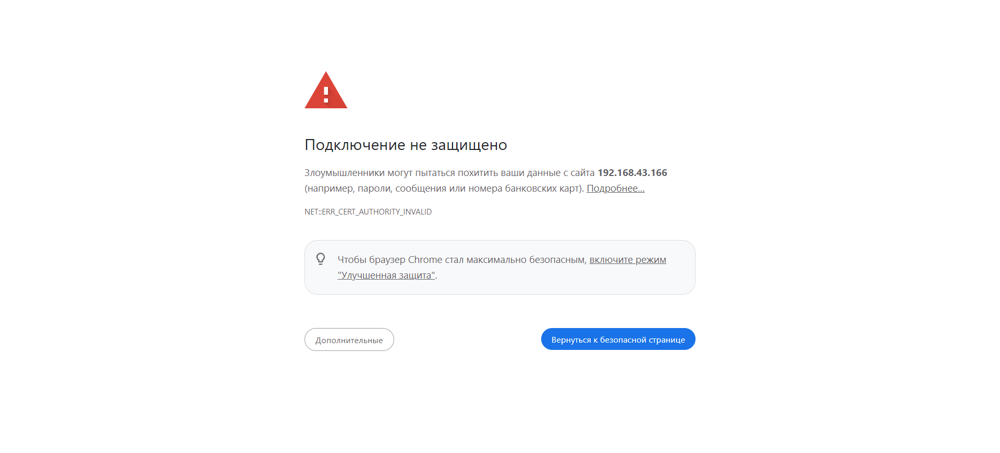 Подключение не защищено
Злоумышленники могут пытаться похитить ваши данные с сайта 192.168.43.166
(например, пароли, сообщения или номера банковских карт). Подробнее...
NET::ERR_CERT_AUTHORITY_INVALID
Чтобы браузер Chrome стал максимально безопасным, включите режим
"Улучшенная защита".
Дополнительные
Вернуться к безопасной странице